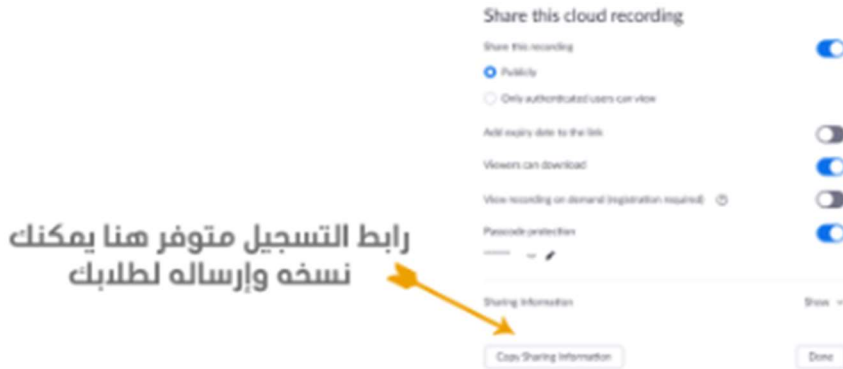 Share this cloud recording
Share this recording
Publicly
Only authenticated users can view
Add expiry date to the link
Viewers can download
View recording on demand (registration required)
Passcode protection
رابط التسجيل متوفر هنا يمكنك
نسخه وإرساله لطلابك
Sharing Information Show
Copy Sharing Information Done